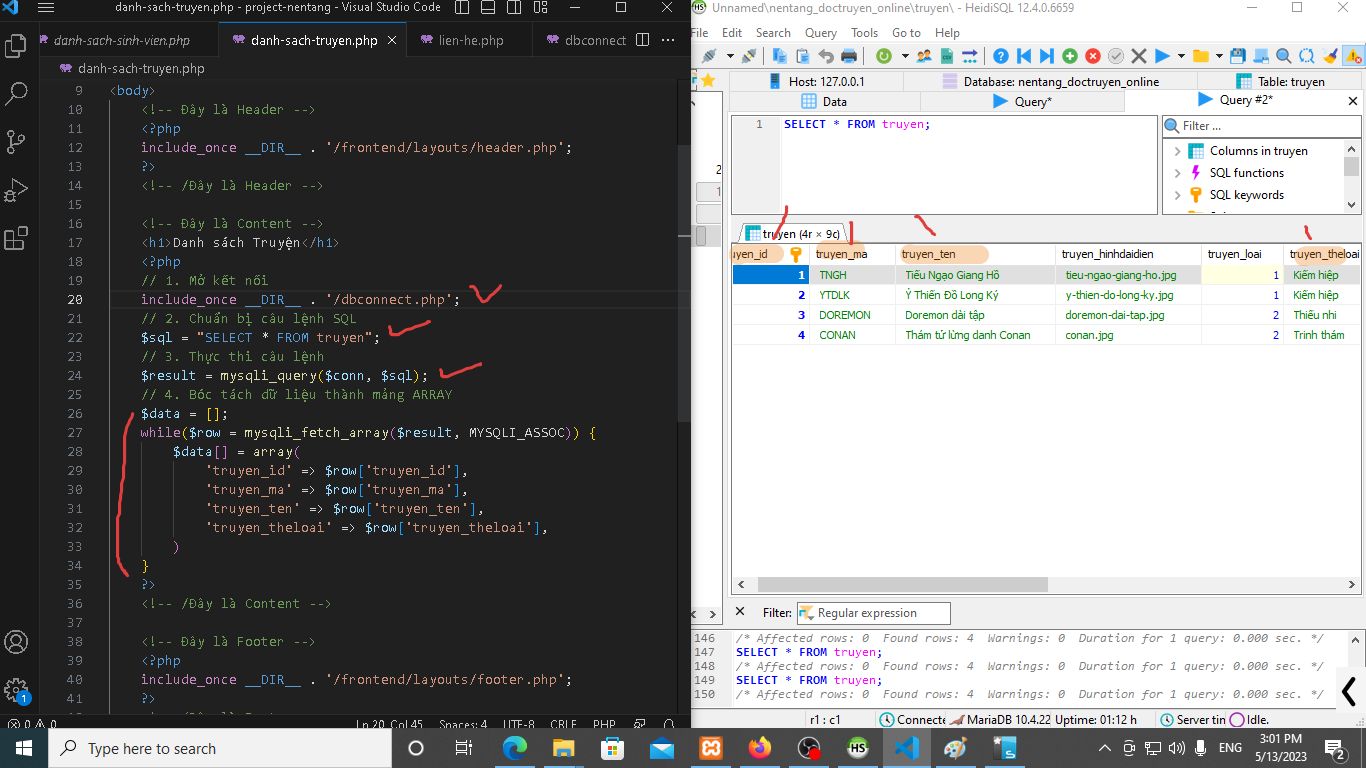 danh-sach-truyen.php - project-nentang - Visual Studio Code
danh-sach-sinh-vien.php
danh-sach-truyen.php
lien-he.php
dbconnect
danh-sach-truyen.php
9 <body>
10 <!-- Đây là Header -->
11 <?php
12 include_once __DIR__ . '/frontend/layouts/header.php';
13 ?>
14 <!-- /Đây là Header -->
15
16 <!-- Đây là Content -->
17 <h1>Danh sách Truyện</h1>
18 <?php
19 // 1. Mở kết nối
20 include_once __DIR__ . '/dbconnect.php';
21 // 2. Chuẩn bị câu lệnh SQL
22 $sql = "SELECT * FROM truyen";
23 // 3. Thực thi câu lệnh
24 $result = mysqli_query($conn, $sql);
25 // 4. Bóc tách dữ liệu thành mảng ARRAY
26 $data = [];
27 while($row = mysqli_fetch_array($result, MYSQLI_ASSOC)) {
28 $data[] = array(
29 'truyen_id' => $row['truyen_id'],
30 'truyen_ma' => $row['truyen_ma'],
31 'truyen_ten' => $row['truyen_ten'],
32 'truyen_theloai' => $row['truyen_theloai'],
33 )
34 }
35 ?>
36 <!-- /Đây là Content -->
37
38 <!-- Đây là Footer -->
39 <?php
40 include_once __DIR__ . '/frontend/layouts/footer.php';
41 ?>
1
0 0
Ln 20, Col 45 Spaces: 4 UTF-8 CRLF PHP
Unnamed\nentang_doctruyen_online\truyen\ - HeidiSQL 12.4.0.6659
File Edit Search Query Tools Go to Help
Host: 127.0.0.1 Database: nentang_doctruyen_online Table: truyen
Data Query* Query #2*
1 SELECT * FROM truyen;
Filter ...
Columns in truyen
SQL functions
SQL keywords
2
1
truyen (4r × 9c)
uyen_id truyen_ma truyen_ten truyen_hinhdaidien truyen_loai truyen_theloai
1 TNGH Tiếu Ngạo Giang Hồ tieu-ngao-giang-ho.jpg 1 Kiếm hiệp
2 YTDLK Ỷ Thiên Đồ Long Ký y-thien-do-long-ky.jpg 1 Kiếm hiệp
3 DOREMON Doremon dài tập doremon-dai-tap.jpg 2 Thiếu nhi
4 CONAN Thám tử lừng danh Conan conan.jpg 2 Trinh thám
Filter: Regular expression
146 /* Affected rows: 0 Found rows: 4 Warnings: 0 Duration for 1 query: 0.000 sec. */
147 SELECT * FROM truyen;
148 /* Affected rows: 0 Found rows: 4 Warnings: 0 Duration for 1 query: 0.000 sec. */
149 SELECT * FROM truyen;
150 /* Affected rows: 0 Found rows: 4 Warnings: 0 Duration for 1 query: 0.000 sec. */
r1 : c1 Connecte MariaDB 10.4.22 Uptime: 01:12 h Server tin Idle.
Type here to search
HS
ENG
3:01 PM
5/13/2023
2